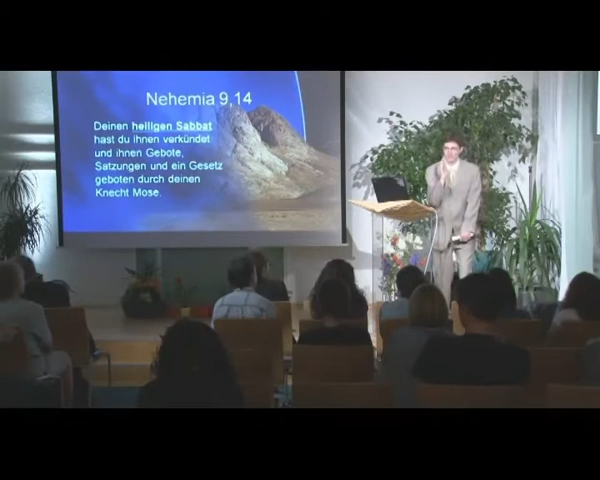 Nehemia 9,14
Deinen heiligen Sabbat
hast du ihnen verkündet
und ihnen Gebote,
Satzungen und ein Gesetz
geboten durch deinen
Knecht Mose.